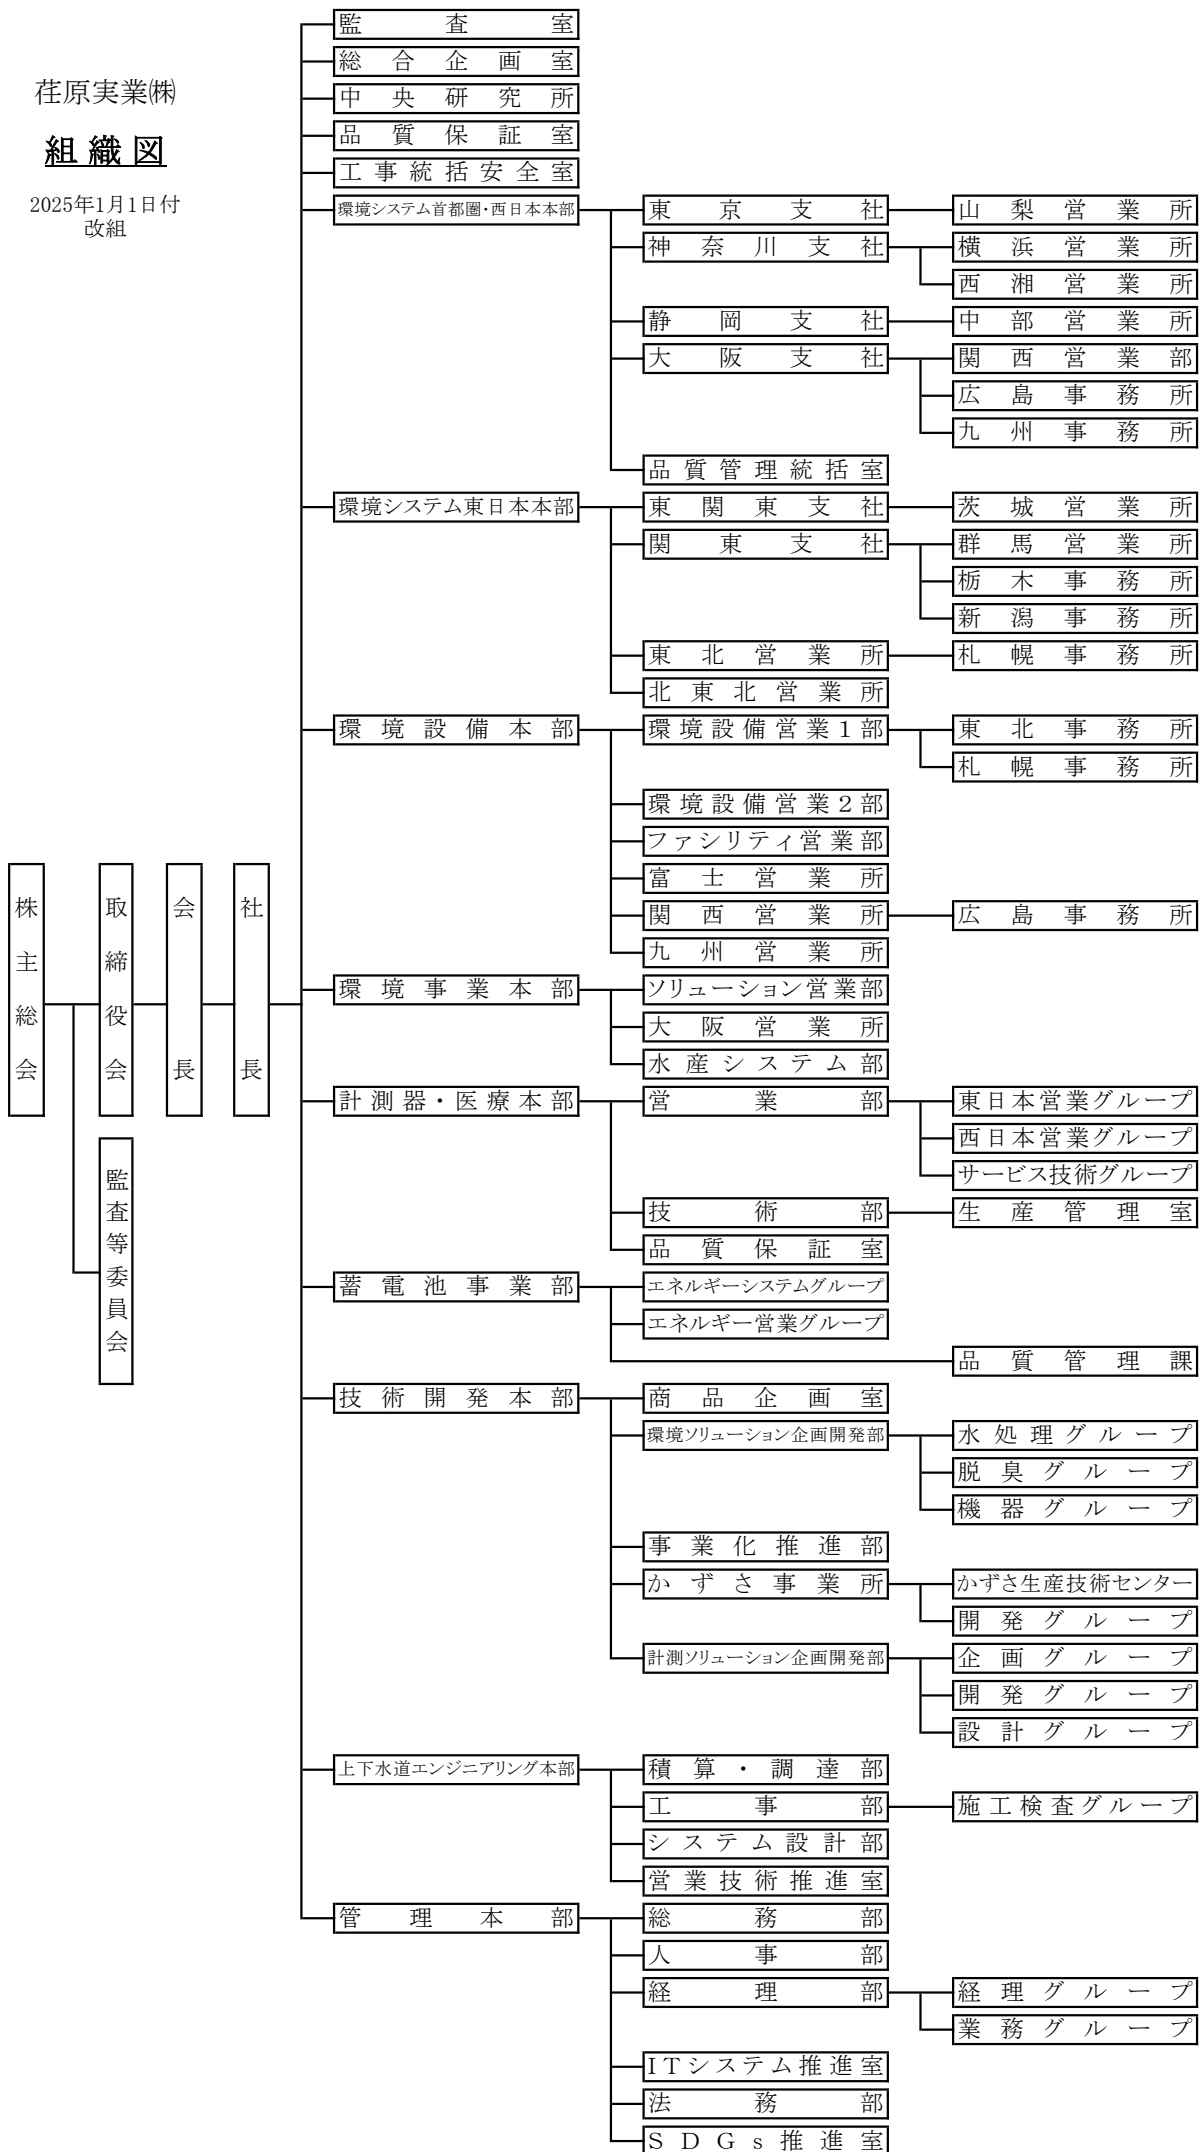 荏原実業㈱
組織図
2025年1月1日付
改組
株主総会
取締役会
監査等委員会
会長
社長
監査室
総合企画室
中央研究所
品質保証室
工事統括安全室
環境システム首都圏・西日本本部
東京支社
山梨営業所
神奈川支社
横浜営業所
西湘営業所
静岡支社
中部営業所
大阪支社
関西営業部
広島事務所
九州事務所
品質管理統括室
環境システム東日本本部
東関東支社
茨城営業所
関東支社
群馬営業所
栃木事務所
新潟事務所
東北営業所
札幌事務所
北東北営業所
環境設備本部
環境設備営業1部
東北事務所
札幌事務所
環境設備営業2部
ファシリティ営業部
富士営業所
関西営業所
広島事務所
九州営業所
環境事業本部
ソリューション営業部
大阪営業所
水産システム部
計測器・医療本部
営業部
東日本営業グループ
西日本営業グループ
サービス技術グループ
技術部
生産管理室
品質保証室
蓄電池事業部
エネルギーシステムグループ
エネルギー営業グループ
品質管理課
技術開発本部
商品企画室
環境ソリューション企画開発部
水処理グループ
脱臭グループ
機器グループ
事業化推進部
かずさ事業所
かずさ生産技術センター
開発グループ
計測ソリューション企画開発部
企画グループ
開発グループ
設計グループ
上下水道エンジニアリング本部
積算・調達部
工事部
施工検査グループ
システム設計部
営業技術推進室
管理本部
総務部
人事部
経理部
経理グループ
業務グループ
ITシステム推進室
法務部
SDGs推進室